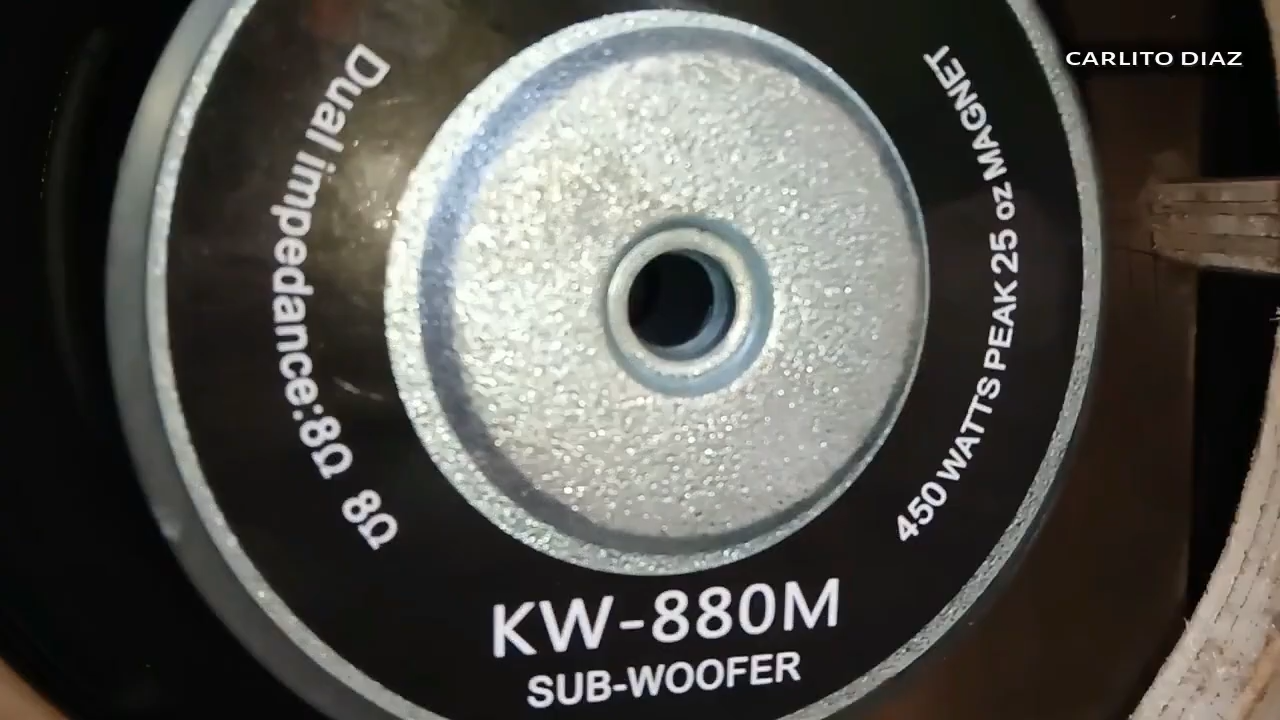 CARLITO DIAZ
Dual impedance:8Ω 8Ω
450 WATTS PEAK 25 oz MAGNET
KW-880M
SUB-WOOFER